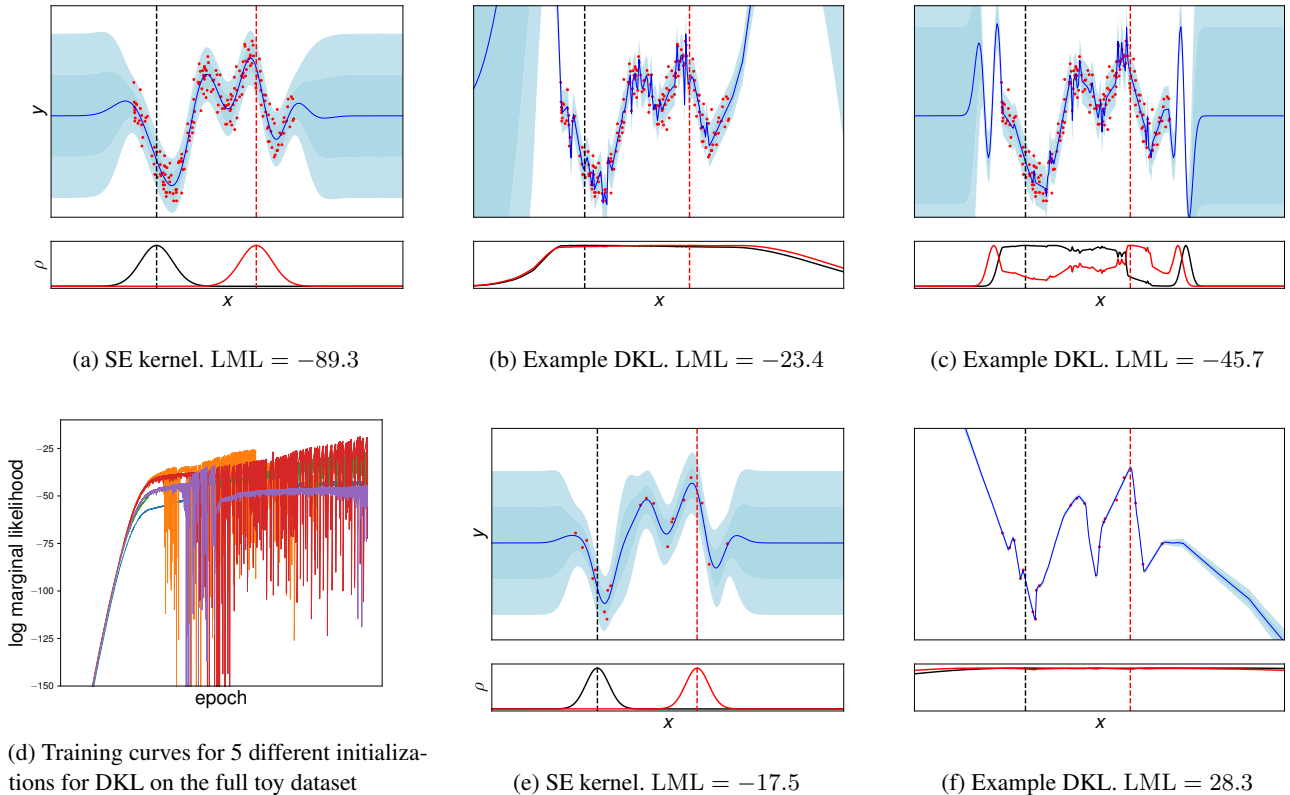 y
ρ
x
x
x
(a) SE kernel. LML = −89.3
(b) Example DKL. LML = −23.4
(c) Example DKL. LML = −45.7
log marginal likelihood
−25
−50
−75
−100
−125
−150
epoch
y
ρ
x
x
(d) Training curves for 5 different initializa-
tions for DKL on the full toy dataset
(e) SE kernel. LML = −17.5
(f) Example DKL. LML = 28.3